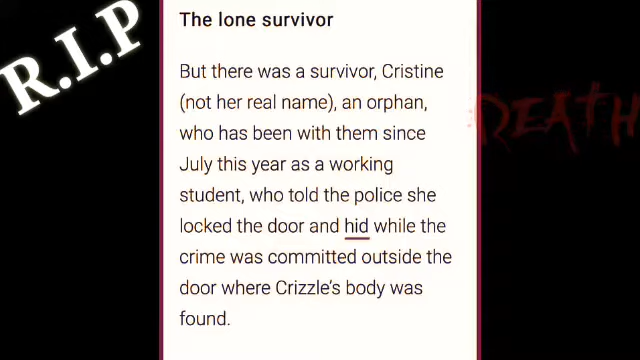 R.I.P
The lone survivor
But there was a survivor, Cristine
(not her real name), an orphan,
who has been with them since
July this year as a working
student, who told the police she
locked the door and hid while the
crime was committed outside the
door where Crizzle's body was
found.
DEATH